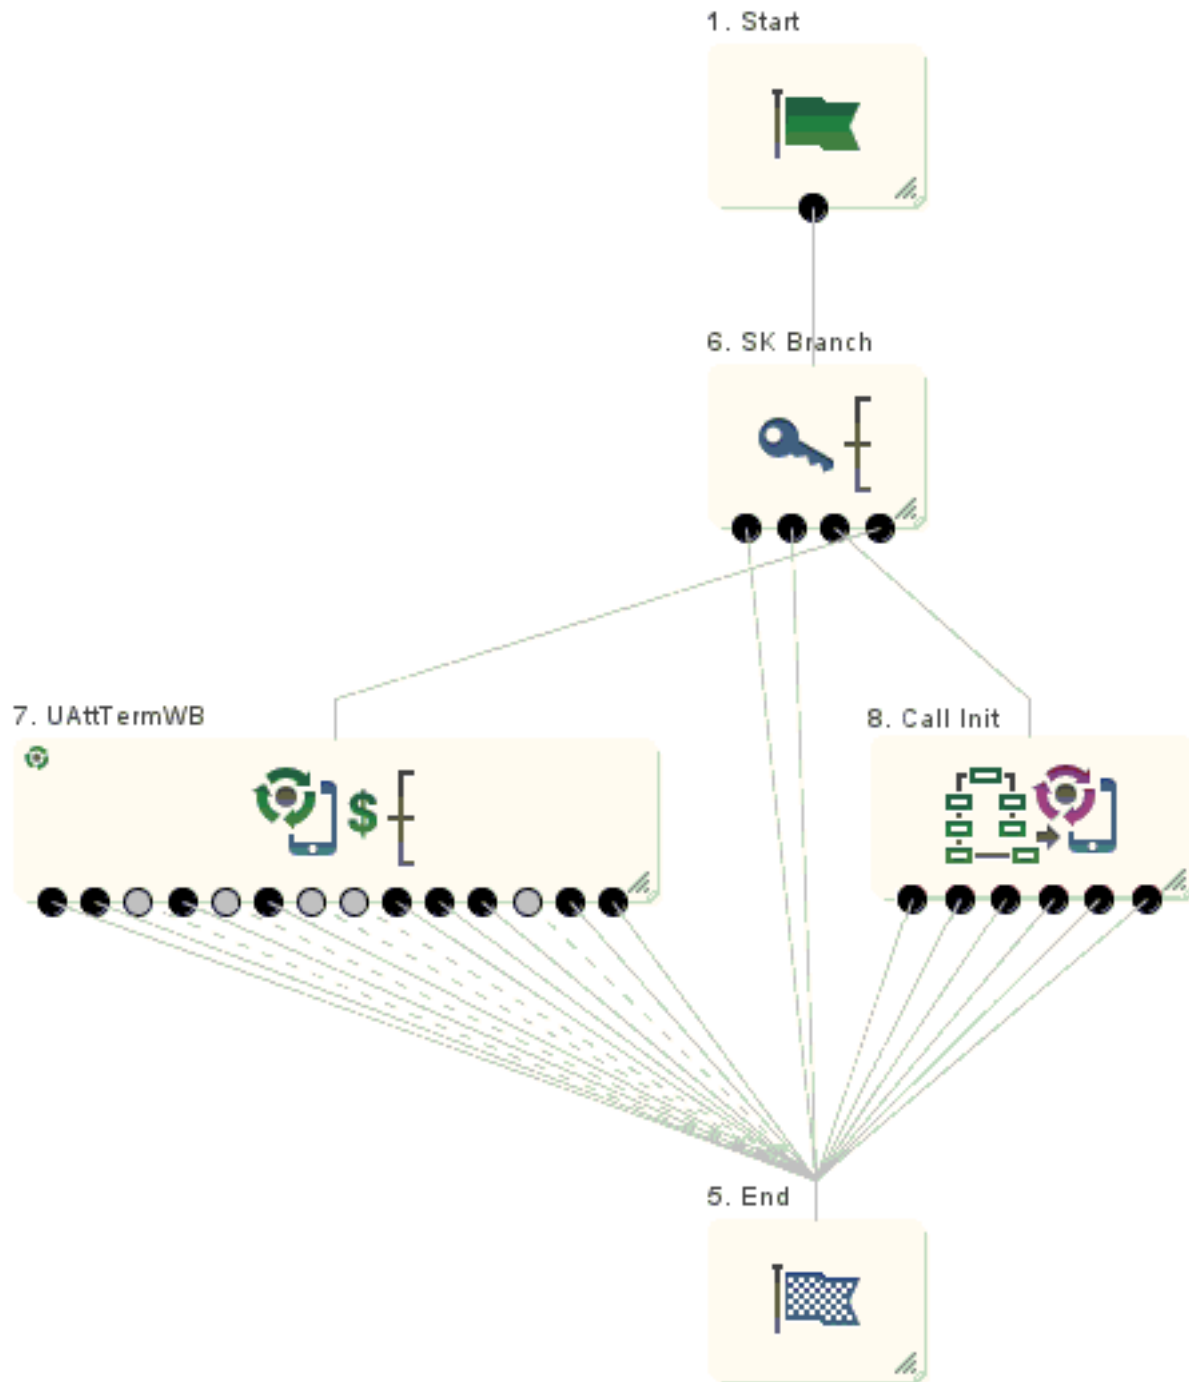 1. Start
6. SK Branch
7. UAttTermWB
8. Call Init
$
5. End